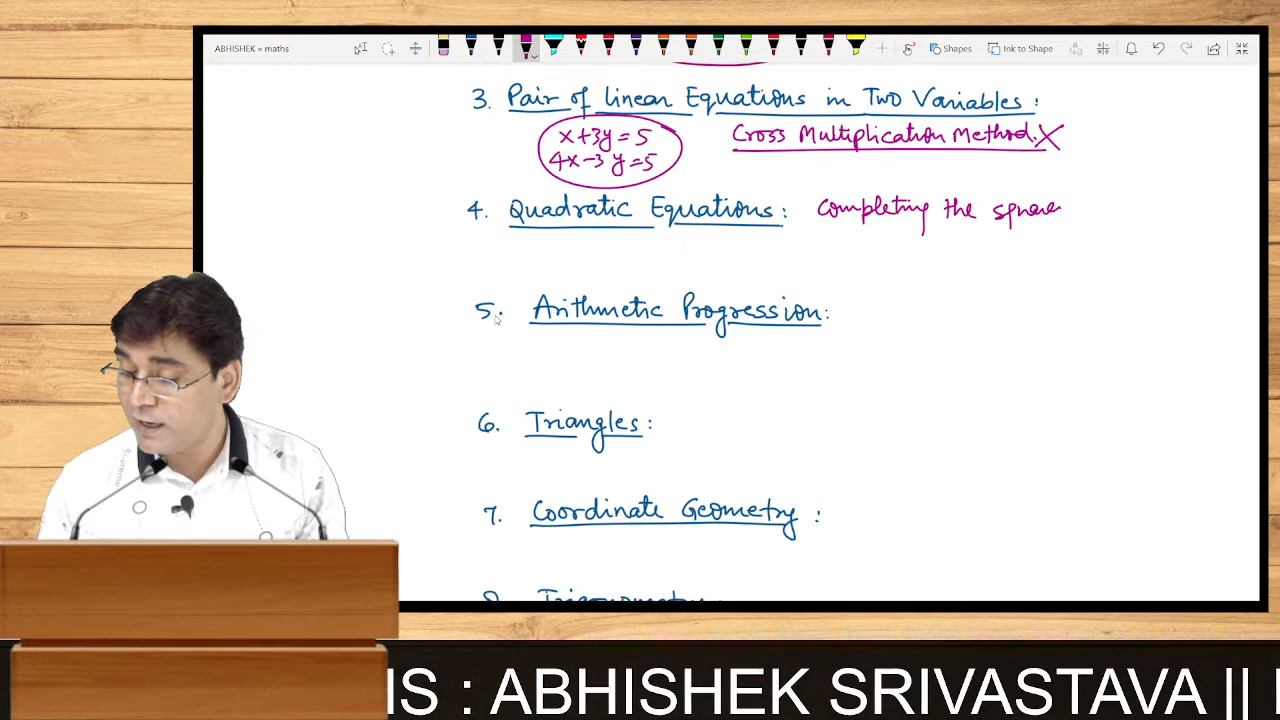 ABHISHEK » maths
Shapes
Ink to Shape
3. Pair of linear Equations in Two Variables :
x+3y=5
4x-3y=5
Cross Multiplication Method. X
4. Quadratic Equations : Completing the square
5. Arithmetic Progression:
6. Triangles :
7. Coordinate Geometry :
Trigonometry :
IS : ABHISHEK SRIVASTAVA ||